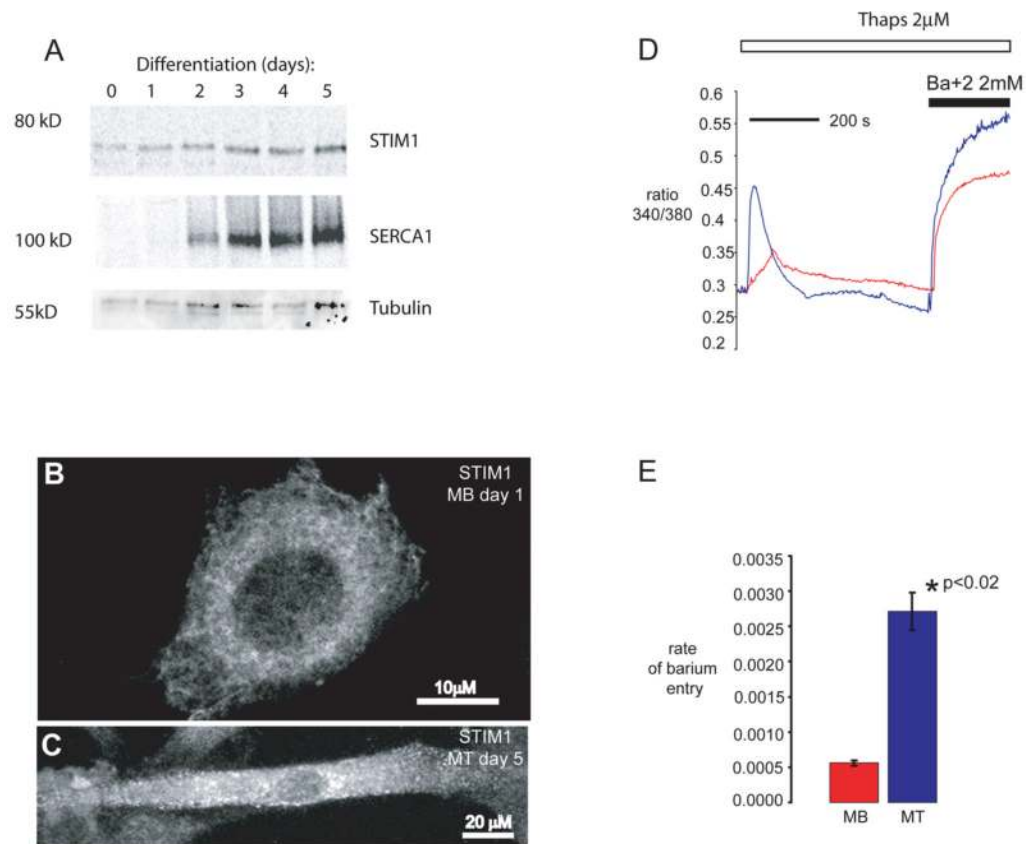 A
Differentiation (days):
0 1 2 3 4 5
80 kD
STIM1
100 kD
SERCA1
55kD
Tubulin
B
STIM1
MB day 1
10µM
C
STIM1
MT day 5
20 µM
D
Thaps 2µM
Ba+2 2mM
200 s
ratio
340/380
0.6
0.55
0.5
0.45
0.4
0.35
0.3
0.25
0.2
E
* p<0.02
rate
of barium
entry
0.0035
0.0030
0.0025
0.0020
0.0015
0.0010
0.0005
0.0000
MB MT